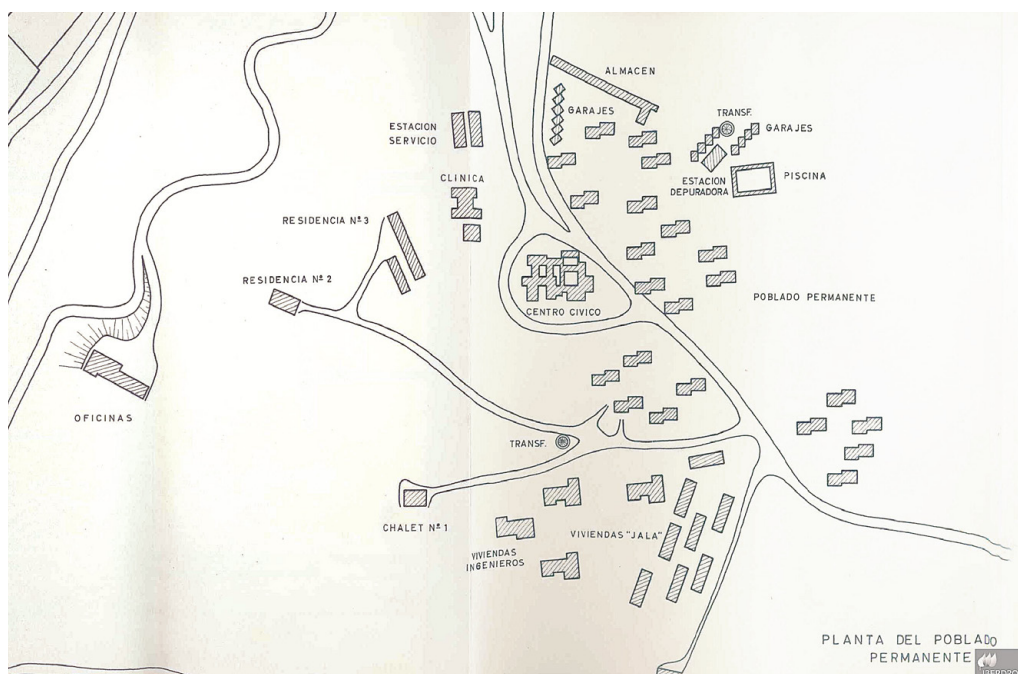 ALMACEN
GARAJES
TRANSF.
GARAJES
ESTACION
SERVICIO
ESTACION
DEPURADORA
PISCINA
CLINICA
RESIDENCIA Nº 3
RESIDENCIA Nº 2
POBLADO PERMANENTE
CENTRO CIVICO
OFICINAS
TRANSF.
CHALET Nº 1
VIVIENDAS "JALA"
VIVIENDAS
INGENIEROS
PLANTA DEL POBLADO
PERMANENTE